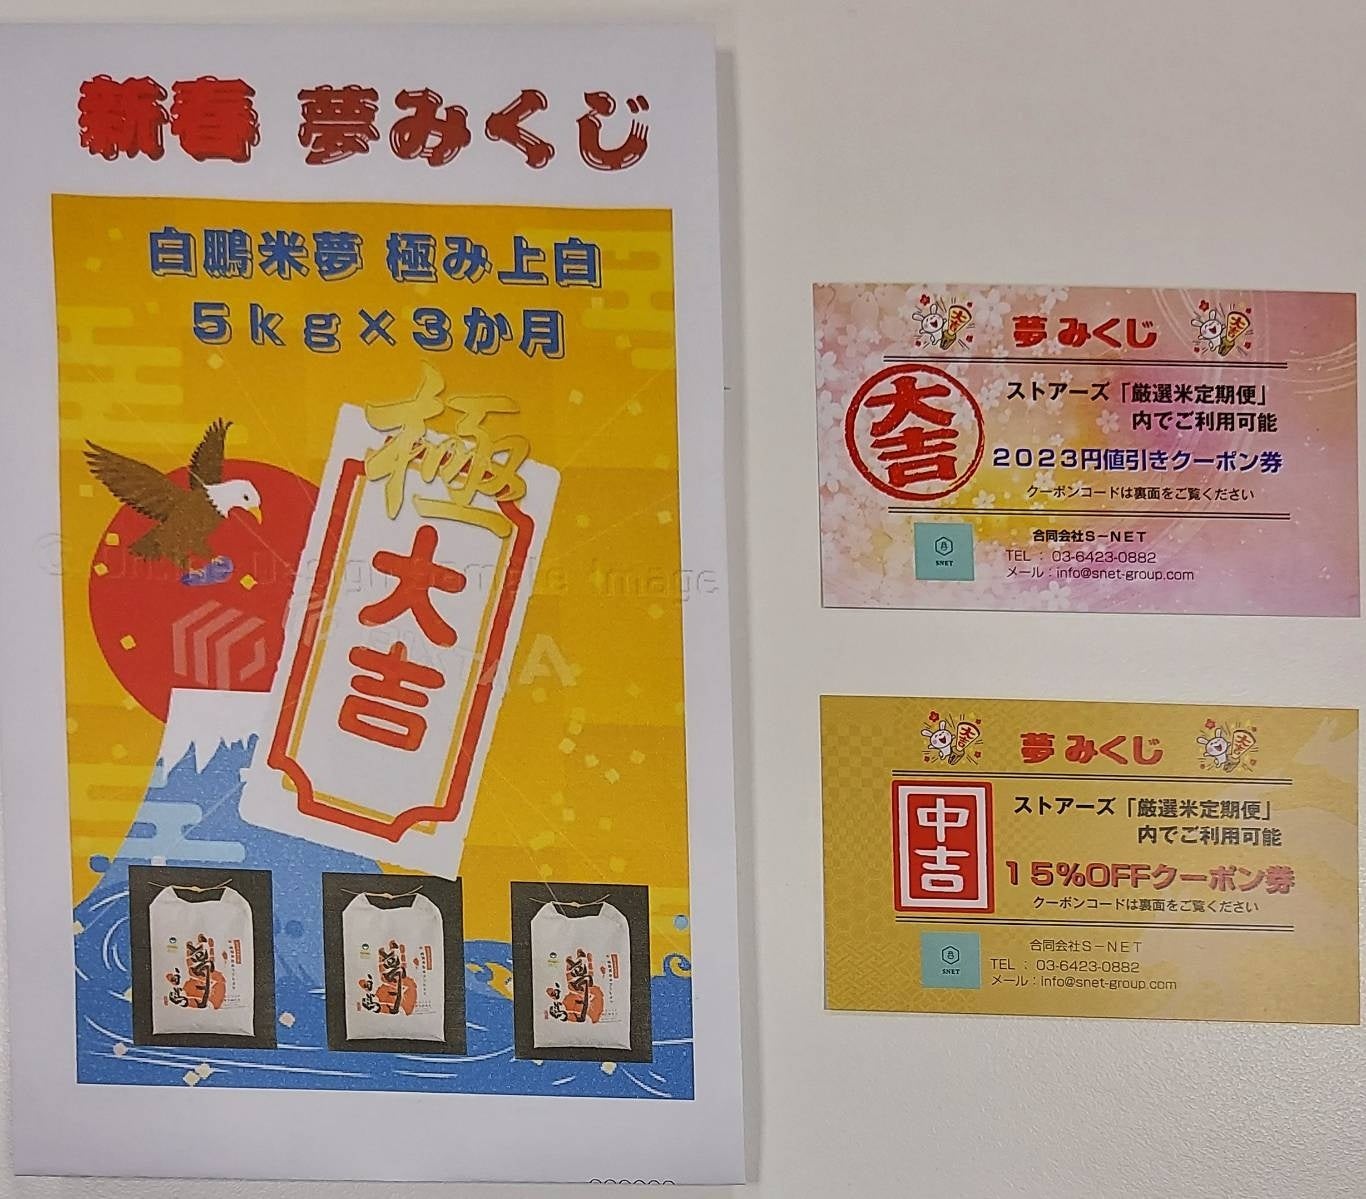 新春 夢みくじ
白鵬米夢 極み上白
5kg×3か月
極
大
吉
夢みくじ
大吉
ストアーズ「厳選米定期便」
内でご利用可能
2023円値引きクーポン券
クーポンコードは裏面をご覧ください
合同会社S-NET
TEL : 03-6423-0882
メール:info@snet-group.com
SNET
夢みくじ
中吉
ストアーズ「厳選米定期便」
内でご利用可能
15%OFFクーポン券
クーポンコードは裏面をご覧ください
合同会社S-NET
TEL : 03-6423-0882
メール:info@snet-group.com
SNET